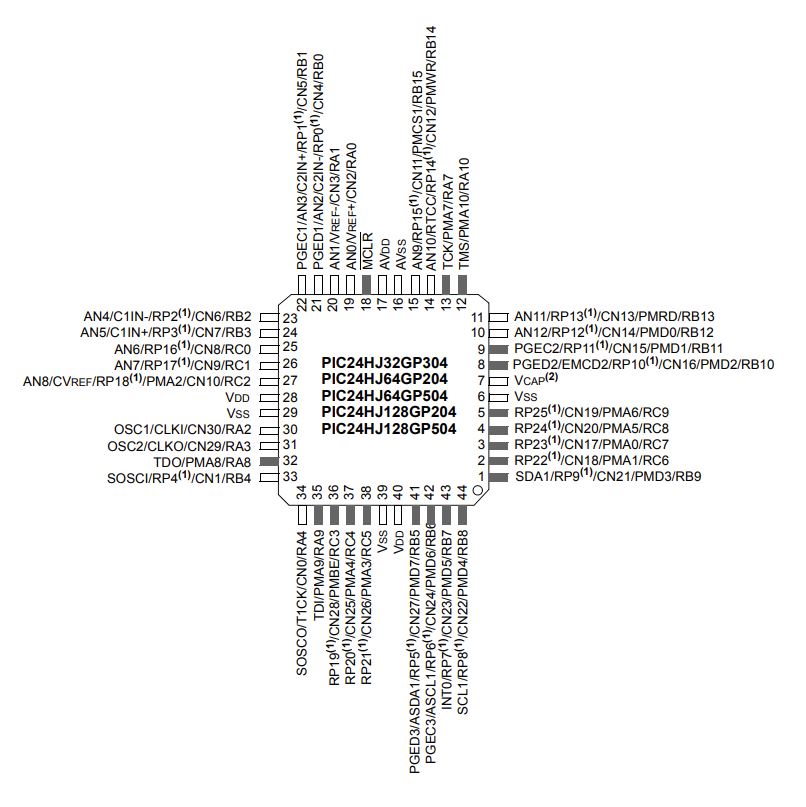 PGEC1/AN3/C2IN+/RP1(1)/CN5/RB1
PGED1/AN2/C2IN-/RP0(1)/CN4/RB0
AN1/VREF-/CN3/RA1
AN0/VREF+/CN2/RA0
MCLR
AVDD
AVSS
AN9/RP15(1)/CN11/PMCS1/RB15
AN10/RTCC/RP14(1)/CN12/PMWR/RB14
TCK/PMA7/RA7
TMS/PMA10/RA10
22 21 20 19 18 17 16 15 14 13 12
AN4/C1IN-/RP2(1)/CN6/RB2 23
AN5/C1IN+/RP3(1)/CN7/RB3 24
AN6/RP16(1)/CN8/RC0 25
AN7/RP17(1)/CN9/RC1 26
AN8/CVREF/RP18(1)/PMA2/CN10/RC2 27
VDD 28
VSS 29
OSC1/CLKI/CN30/RA2 30
OSC2/CLKO/CN29/RA3 31
TDO/PMA8/RA8 32
SOSCI/RP4(1)/CN1/RB4 33
PIC24HJ32GP304
PIC24HJ64GP204
PIC24HJ64GP504
PIC24HJ128GP204
PIC24HJ128GP504
11 AN11/RP13(1)/CN13/PMRD/RB13
10 AN12/RP12(1)/CN14/PMD0/RB12
9 PGEC2/RP11(1)/CN15/PMD1/RB11
8 PGED2/EMCD2/RP10(1)/CN16/PMD2/RB10
7 VCAP(2)
6 VSS
5 RP25(1)/CN19/PMA6/RC9
4 RP24(1)/CN20/PMA5/RC8
3 RP23(1)/CN17/PMA0/RC7
2 RP22(1)/CN18/PMA1/RC6
1 SDA1/RP9(1)/CN21/PMD3/RB9
34 35 36 37 38 39 40 41 42 43 44
SOSCO/T1CK/CN0/RA4
TDI/PMA9/RA9
RP19(1)/CN28/PMBE/RC3
RP20(1)/CN25/PMA4/RC4
RP21(1)/CN26/PMA3/RC5
VSS
VDD
PGED3/ASDA1/RP5(1)/CN27/PMD7/RB5
PGEC3/ASCL1/RP6(1)/CN24/PMD6/RB6
INT0/RP7(1)/CN23/PMD5/RB7
SCL1/RP8(1)/CN22/PMD4/RB8